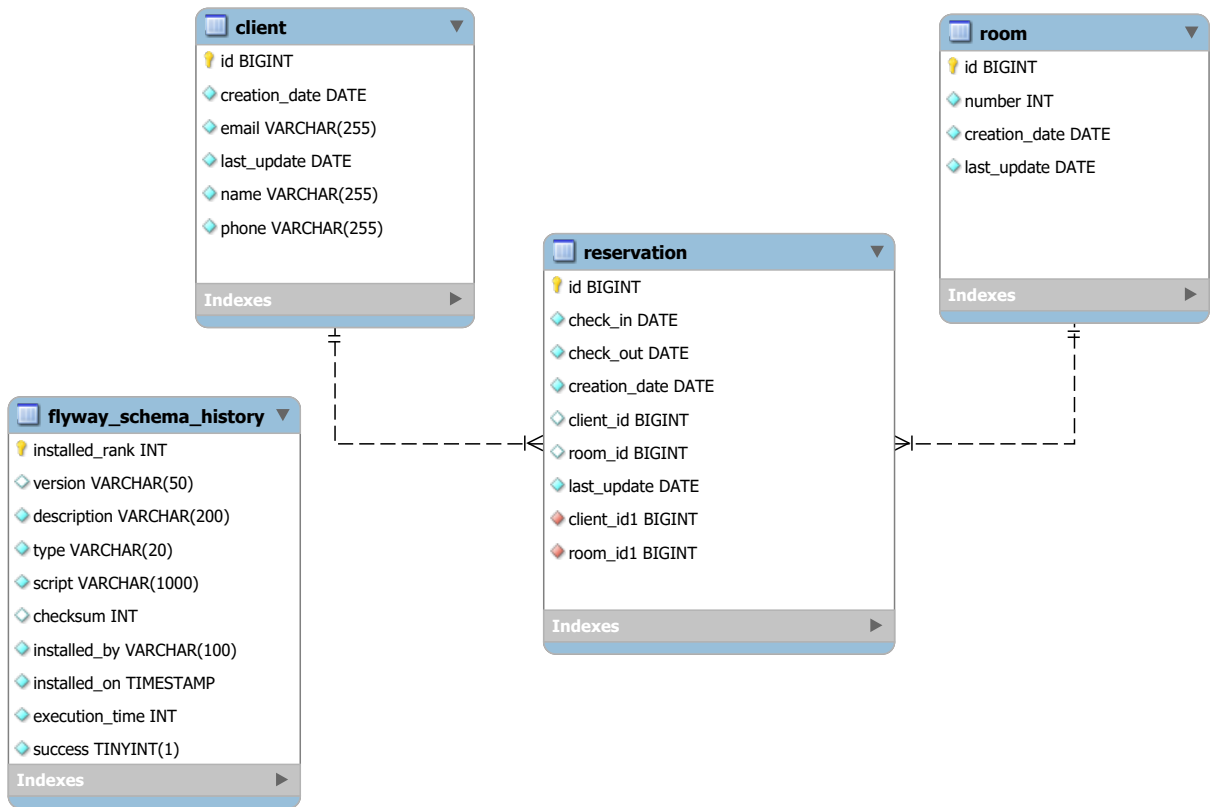 client
id BIGINT
creation_date DATE
email VARCHAR(255)
last_update DATE
name VARCHAR(255)
phone VARCHAR(255)
Indexes
room
id BIGINT
number INT
creation_date DATE
last_update DATE
Indexes
reservation
id BIGINT
check_in DATE
check_out DATE
creation_date DATE
client_id BIGINT
room_id BIGINT
last_update DATE
client_id1 BIGINT
room_id1 BIGINT
Indexes
flyway_schema_history
installed_rank INT
version VARCHAR(50)
description VARCHAR(200)
type VARCHAR(20)
script VARCHAR(1000)
checksum INT
installed_by VARCHAR(100)
installed_on TIMESTAMP
execution_time INT
success TINYINT(1)
Indexes